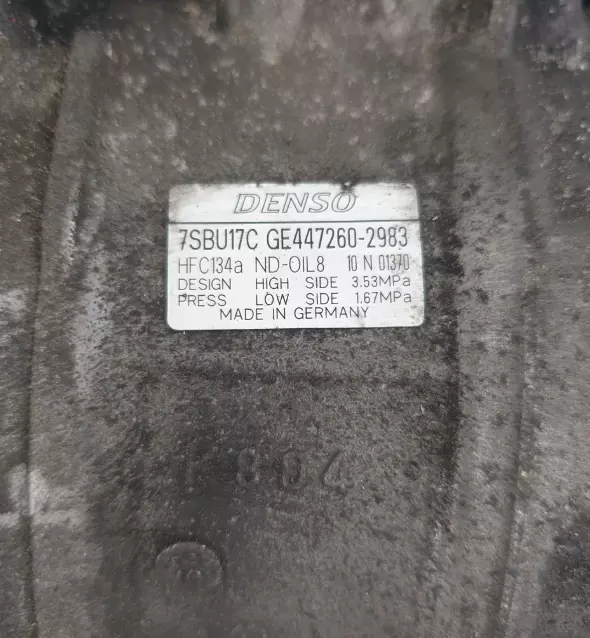 DENSO
7SBU17C GE447260-2983
HFC134a ND-OIL8 10 N 01370
DESIGN HIGH SIDE 3.53MPa
PRESS LOW SIDE 1.67MPa
MADE IN GERMANY